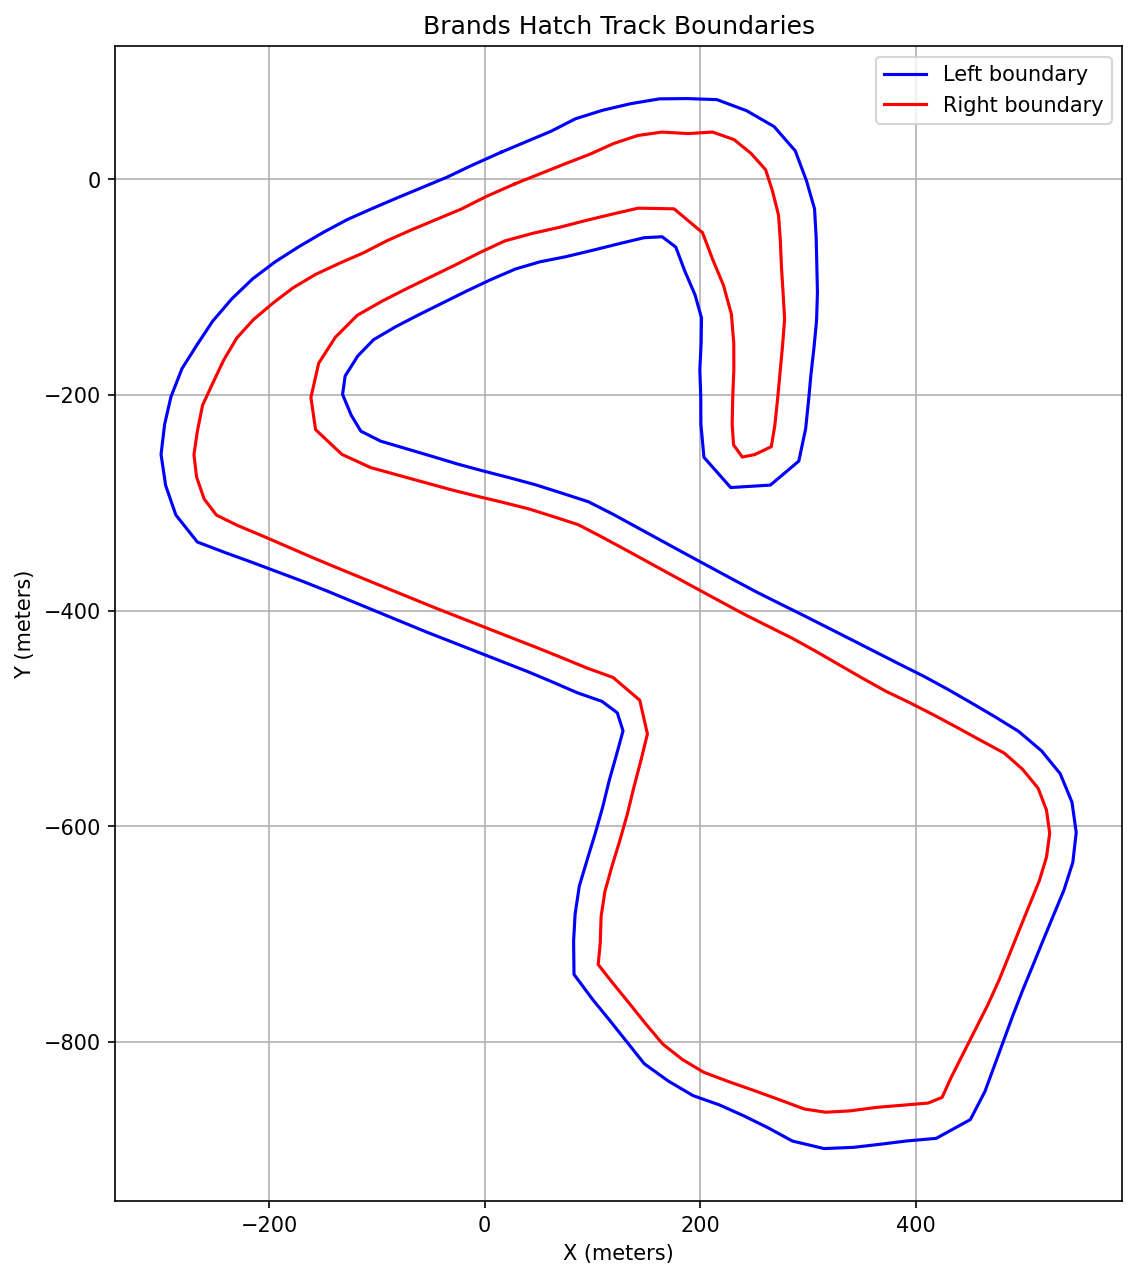 Brands Hatch Track Boundaries
Left boundary
Right boundary
0
−200
−400
−600
−800
Y (meters)
−200
0
200
400
X (meters)